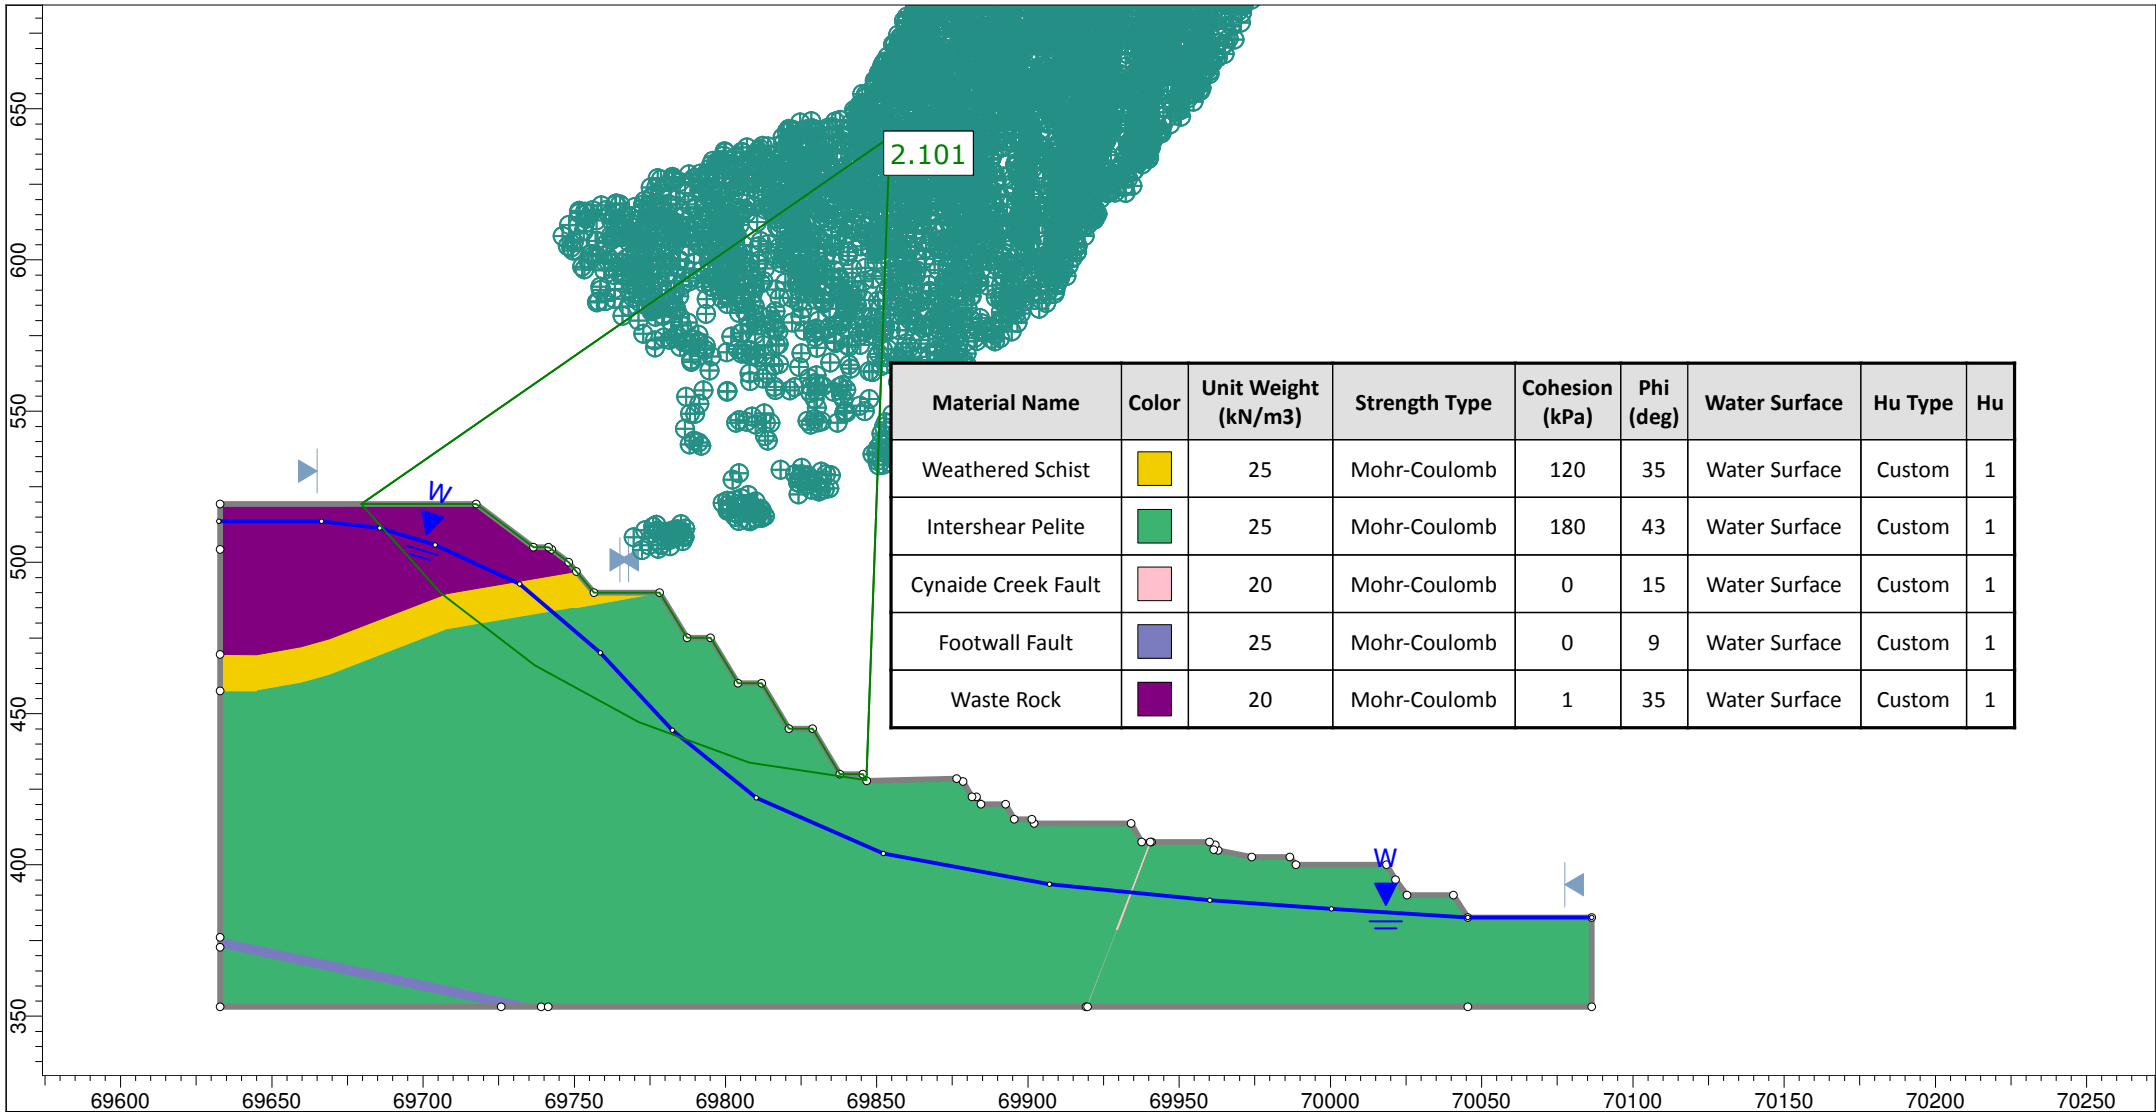 650
600
550
500
450
400
350
2.101
W
W
Material Name Color Unit Weight (kN/m3) Strength Type Cohesion (kPa) Phi (deg) Water Surface Hu Type Hu
Weathered Schist 25 Mohr-Coulomb 120 35 Water Surface Custom 1
Intershear Pelite 25 Mohr-Coulomb 180 43 Water Surface Custom 1
Cynaide Creek Fault 20 Mohr-Coulomb 0 15 Water Surface Custom 1
Footwall Fault 25 Mohr-Coulomb 0 9 Water Surface Custom 1
Waste Rock 20 Mohr-Coulomb 1 35 Water Surface Custom 1
69600 69650 69700 69750 69800 69850 69900 69950 70000 70050 70100 70150 70200 70250